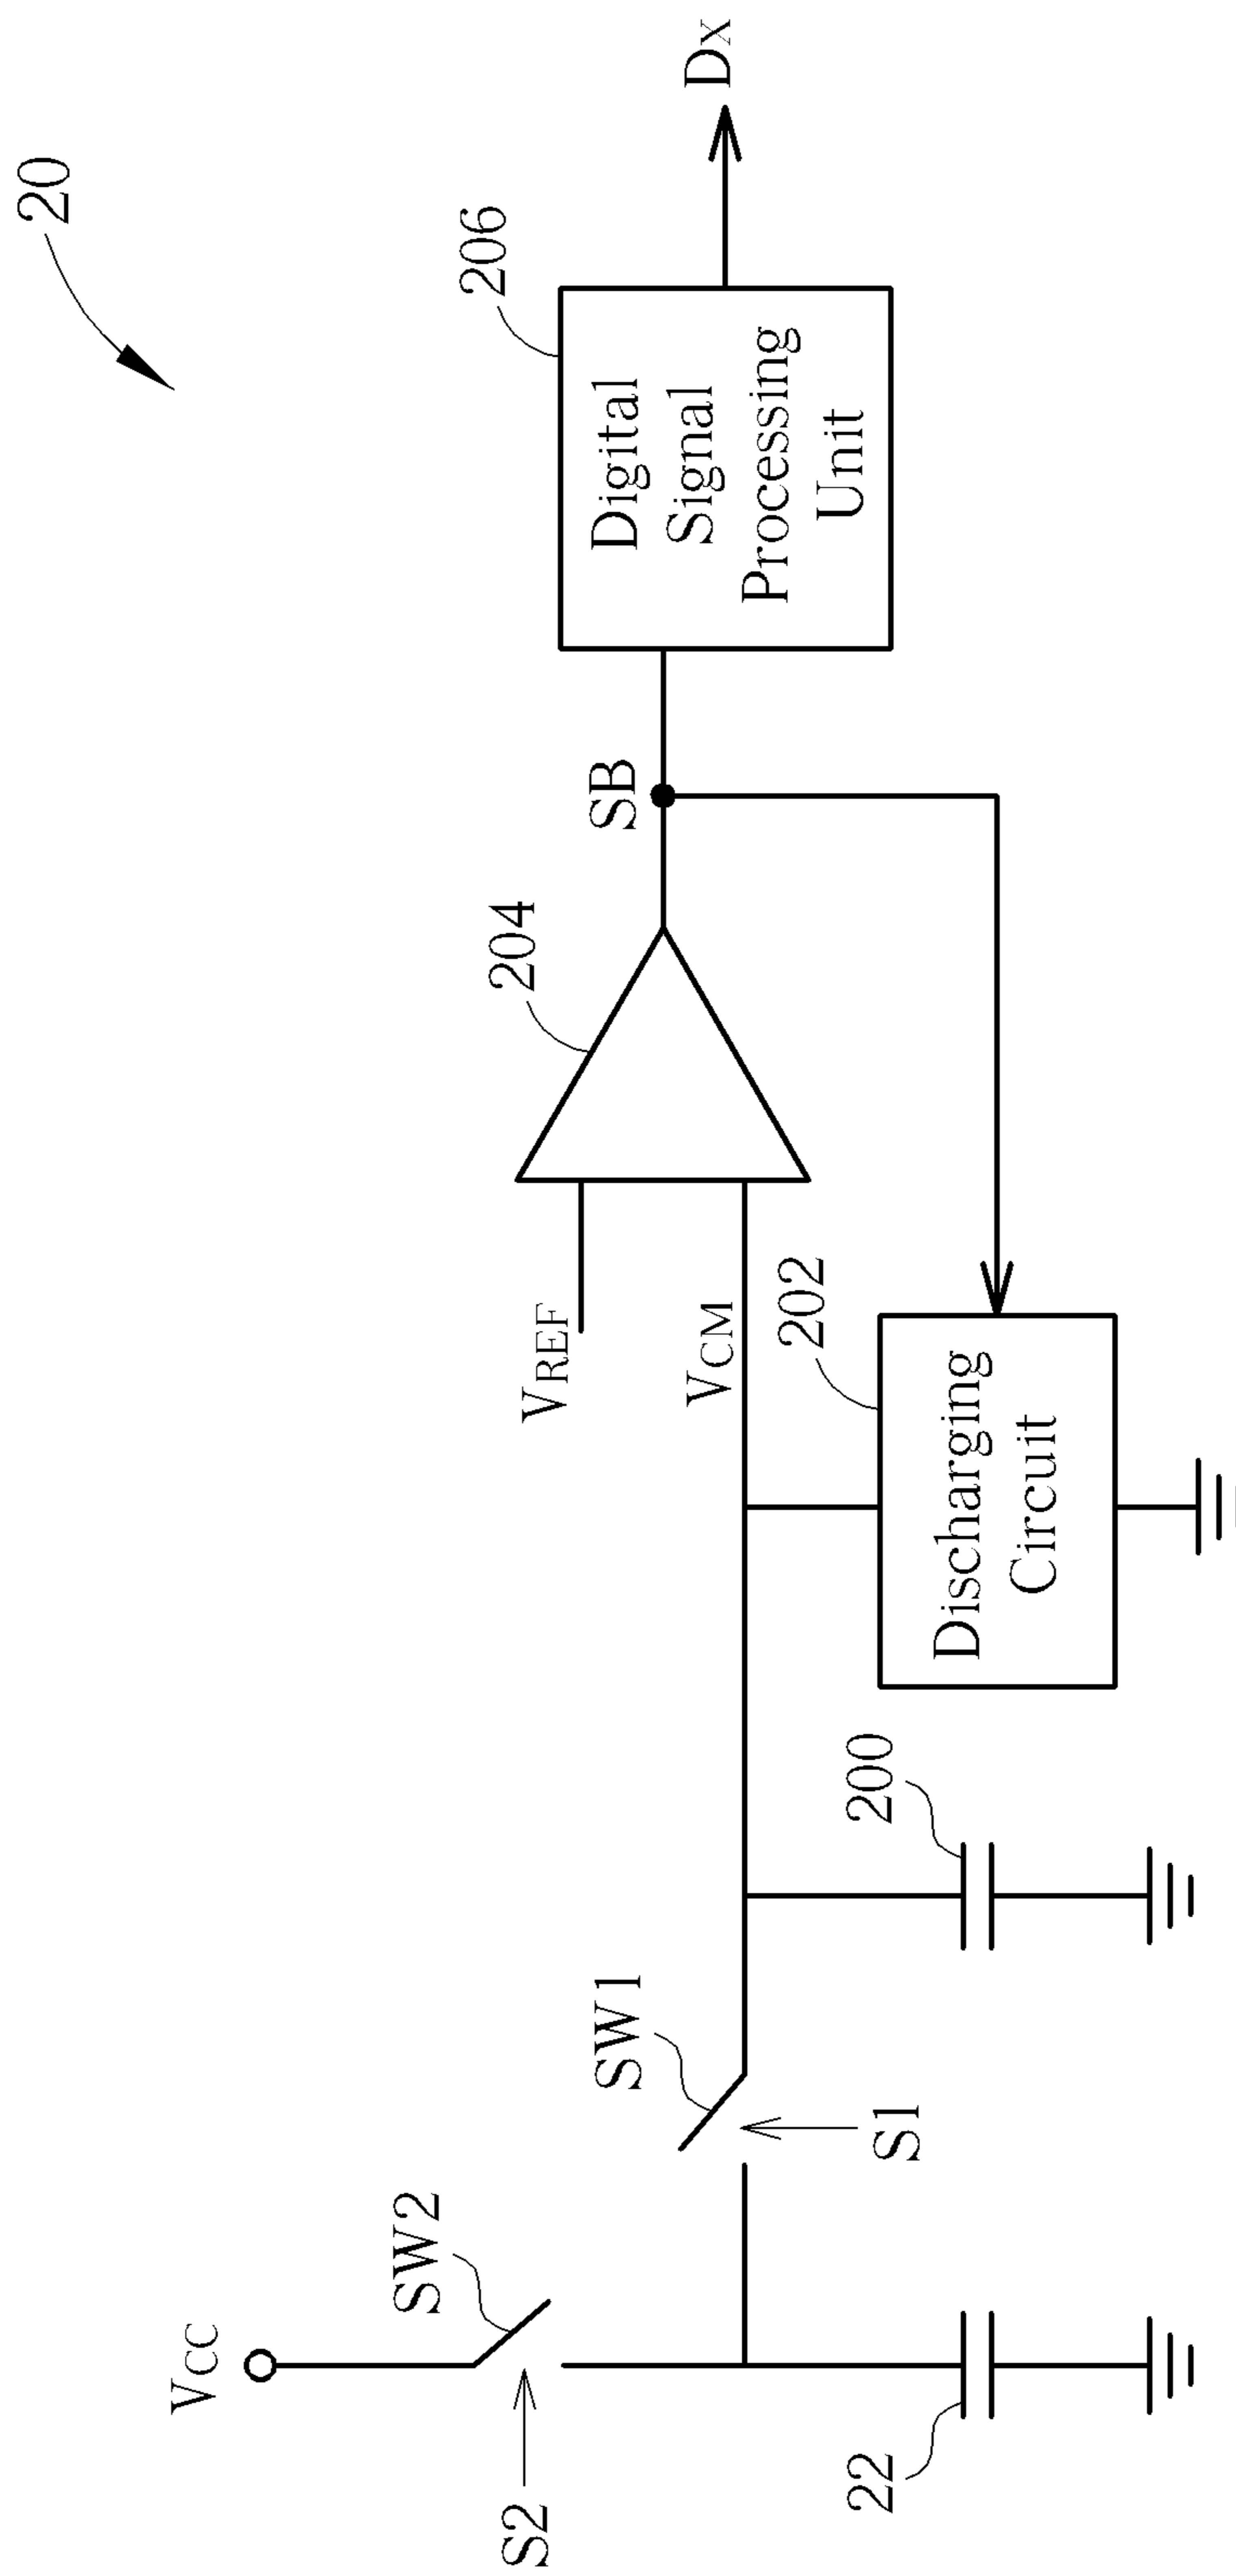 20
VCC
SW2
S2
22
SW1
S1
200
VREF
VCM
202
Discharging
Circuit
204
SB
206
Digital
Signal
Processing
Unit
DX